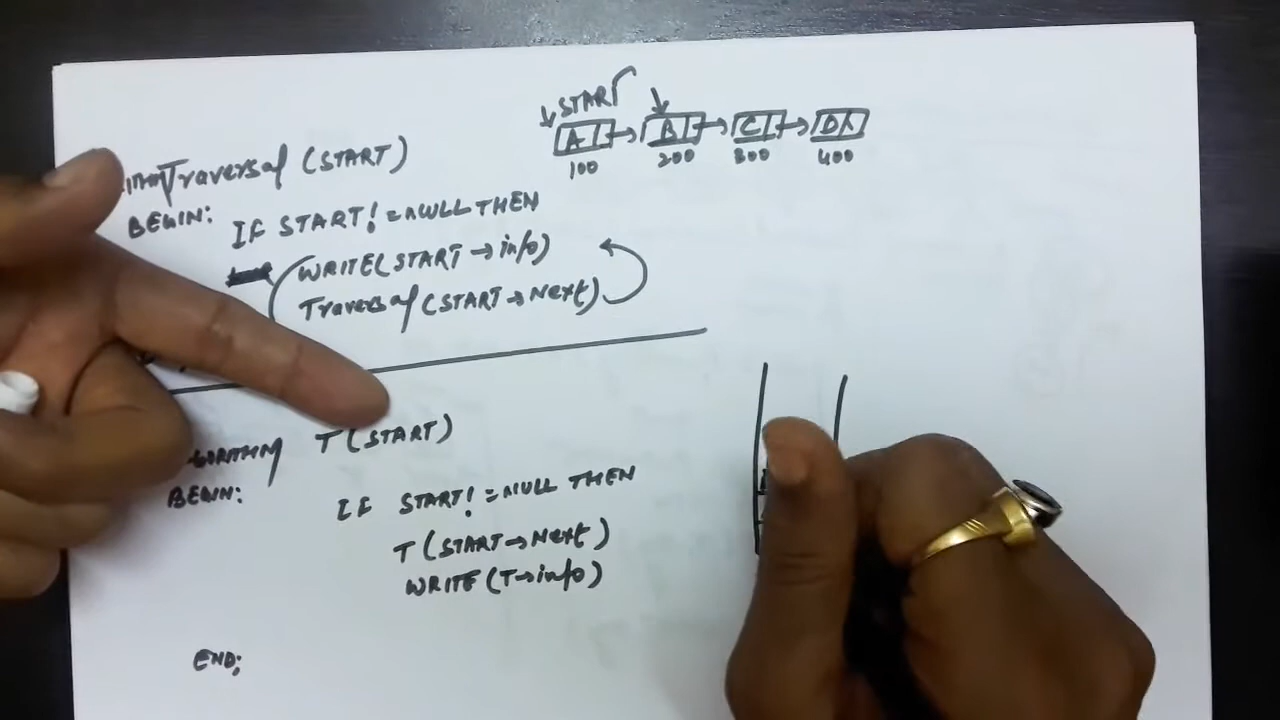 START
A B C D
100 200 300 400
Traversal (START)
BEGIN:
IF START! = NULL THEN
WRITE(START → info)
Traversal (START → Next)
T (START)
BEGIN:
IF START! = NULL THEN
T (START → Next)
WRITE (T → info)
END;